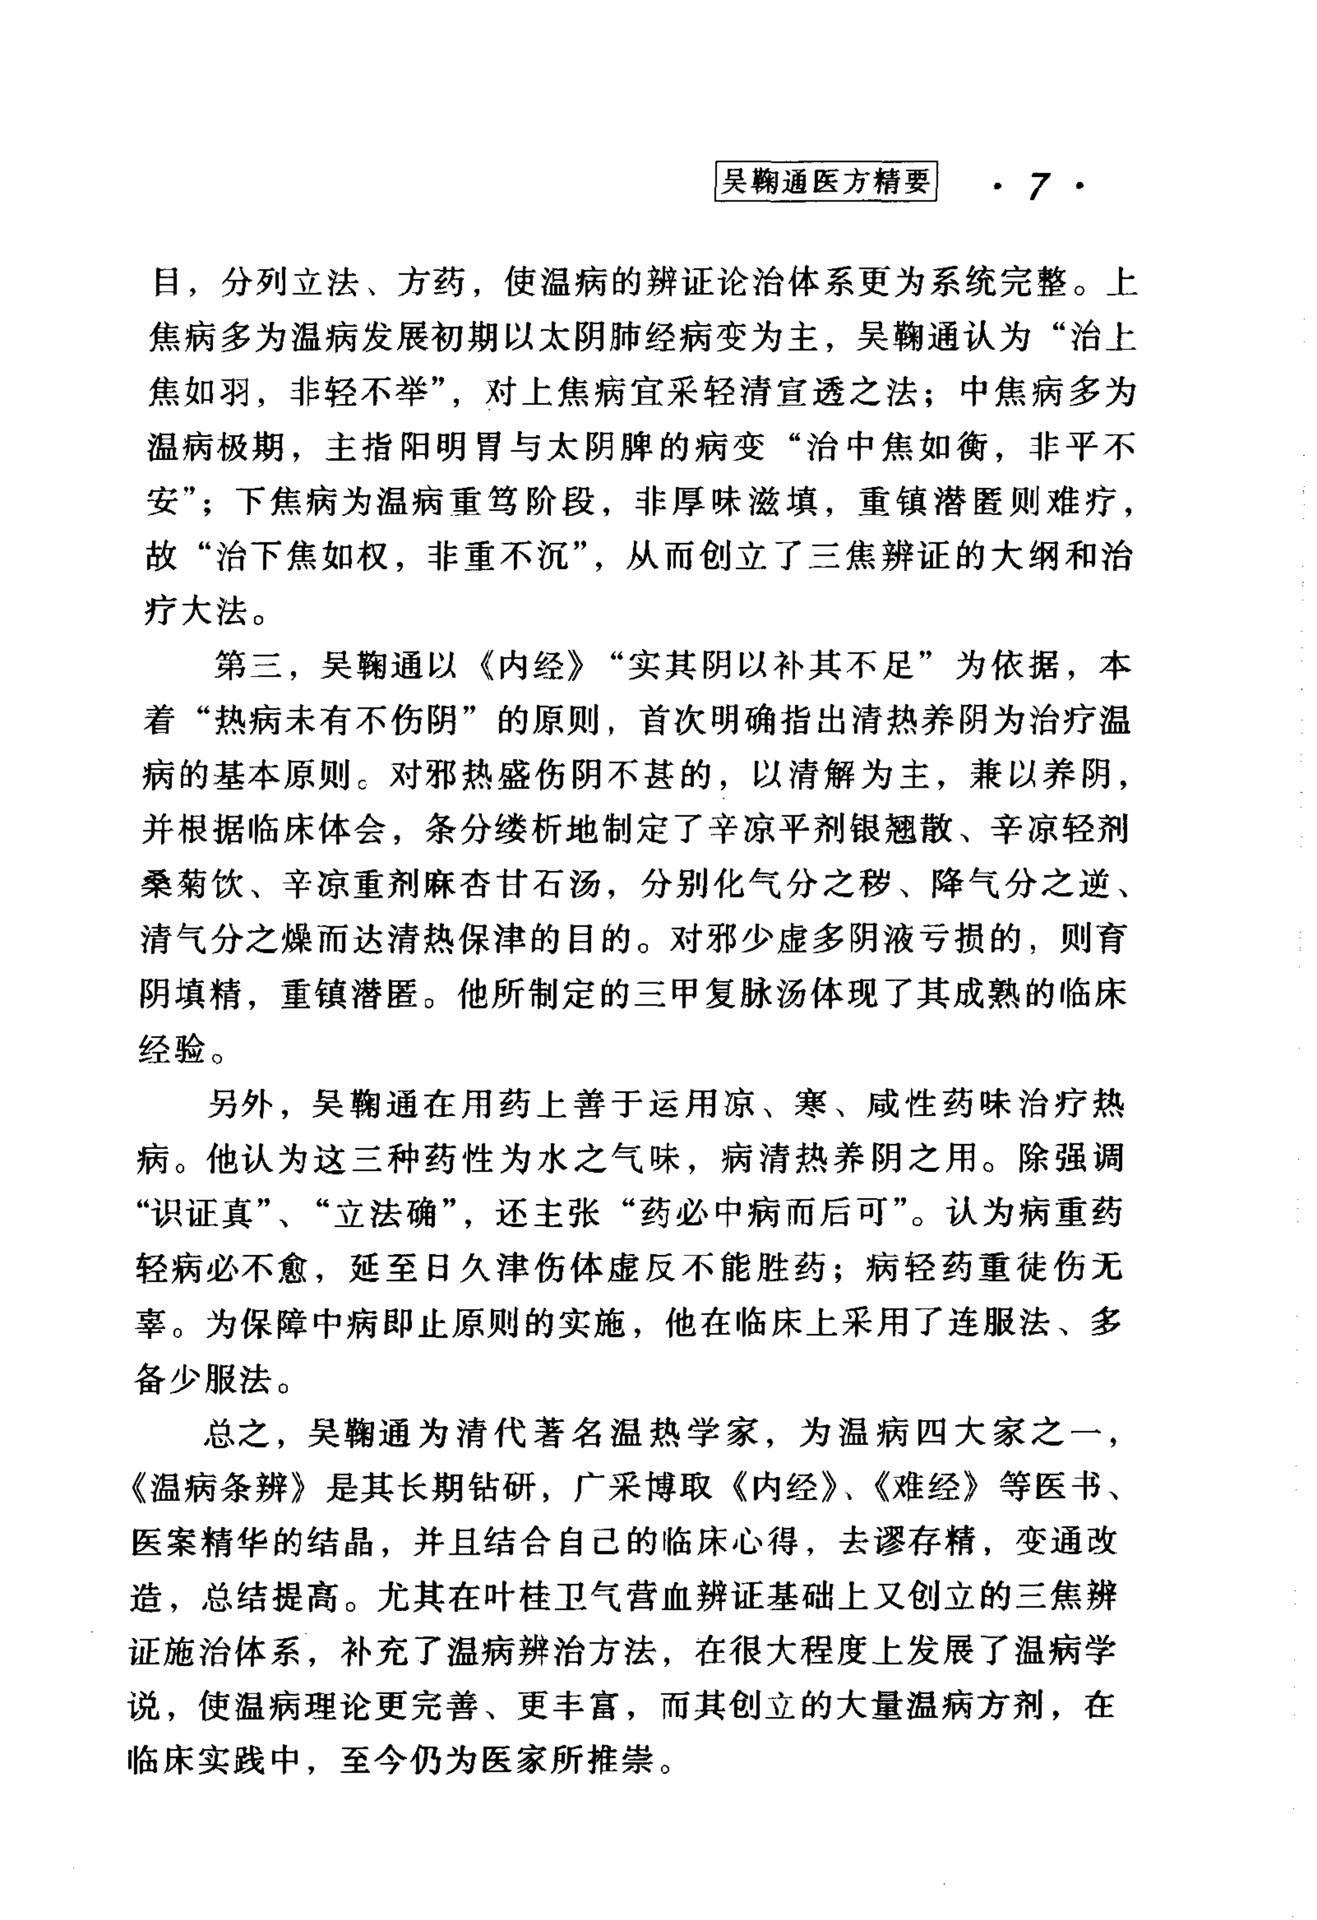 吴鞠通医方精要 · 7 ·
目，分列立法、方药，使温病的辨证论治体系更为系统完整。上
焦病多为温病发展初期以太阴肺经病变为主，吴鞠通认为“治上
焦如羽，非轻不举”，对上焦病宜采轻清宣透之法；中焦病多为
温病极期，主指阳明胃与太阴脾的病变“治中焦如衡，非平不
安”；下焦病为温病重笃阶段，非厚味滋填，重镇潜匿则难疗，
故“治下焦如权，非重不沉”，从而创立了三焦辨证的大纲和治
疗大法。
第三，吴鞠通以《内经》“实其阴以补其不足”为依据，本
着“热病未有不伤阴”的原则，首次明确指出清热养阴为治疗温
病的基本原则。对邪热盛伤阴不甚的，以清解为主，兼以养阴，
并根据临床体会，条分缕析地制定了辛凉平剂银翘散、辛凉轻剂
桑菊饮、辛凉重剂麻杏甘石汤，分别化气分之秽、降气分之逆、
清气分之燥而达清热保津的目的。对邪少虚多阴液亏损的，则育
阴填精，重镇潜匿。他所制定的三甲复脉汤体现了其成熟的临床
经验。
另外，吴鞠通在用药上善于运用凉、寒、咸性药味治疗热
病。他认为这三种药性为水之气味，病清热养阴之用。除强调
“识证真”、“立法确”，还主张“药必中病而后可”。认为病重药
轻病必不愈，延至日久津伤体虚反不能胜药；病轻药重徒伤无
辜。为保障中病即止原则的实施，他在临床上采用了连服法、多
备少服法。
总之，吴鞠通为清代著名温热学家，为温病四大家之一，
《温病条辨》是其长期钻研，广采博取《内经》、《难经》等医书、
医案精华的结晶，并且结合自己的临床心得，去谬存精，变通改
造，总结提高。尤其在叶桂卫气营血辨证基础上又创立的三焦辨
证施治体系，补充了温病辨治方法，在很大程度上发展了温病学
说，使温病理论更完善、更丰富，而其创立的大量温病方剂，在
临床实践中，至今仍为医家所推崇。